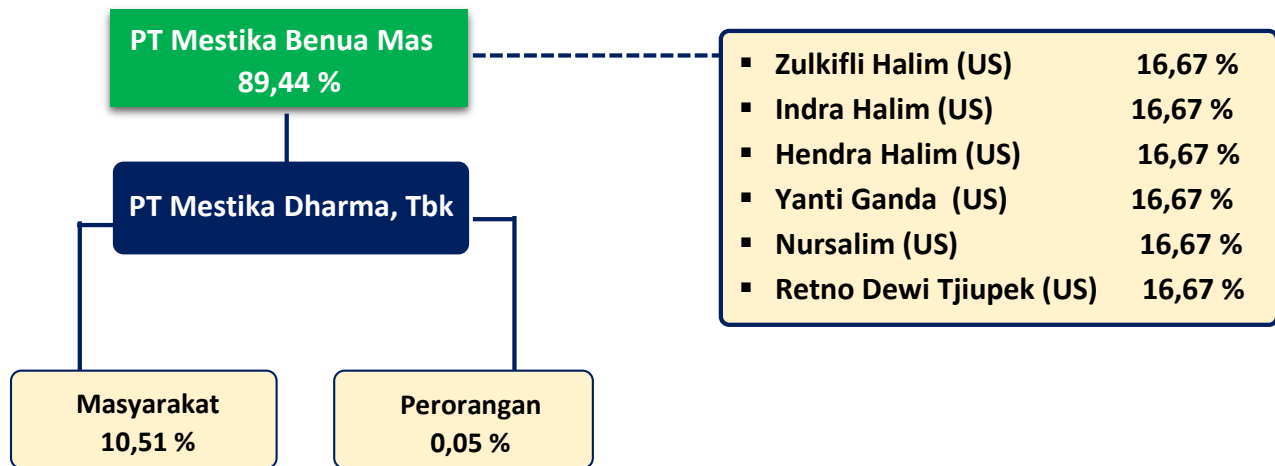 PT Mestika Benua Mas
89,44 %
▪ Zulkifli Halim (US) 16,67 %
▪ Indra Halim (US) 16,67 %
▪ Hendra Halim (US) 16,67 %
▪ Yanti Ganda (US) 16,67 %
▪ Nursalim (US) 16,67 %
▪ Retno Dewi Tjiupek (US) 16,67 %
PT Mestika Dharma, Tbk
Masyarakat
10,51 %
Perorangan
0,05 %